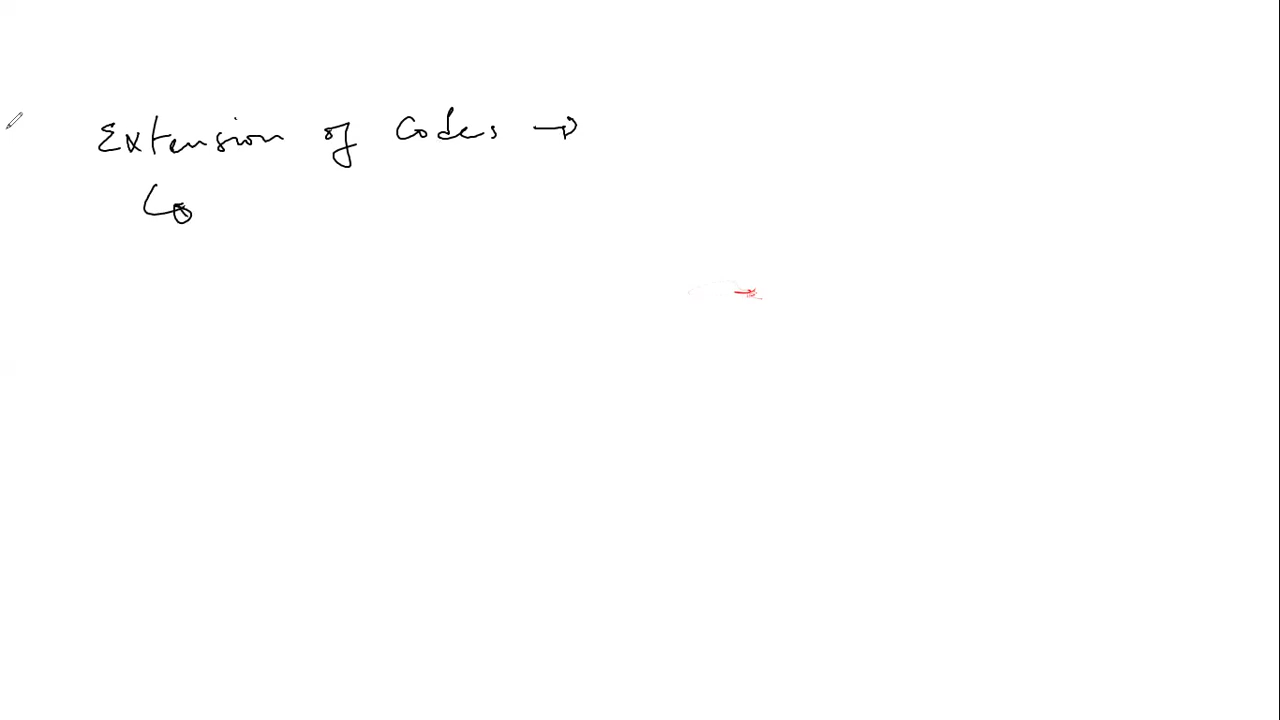 Extension of Codes →